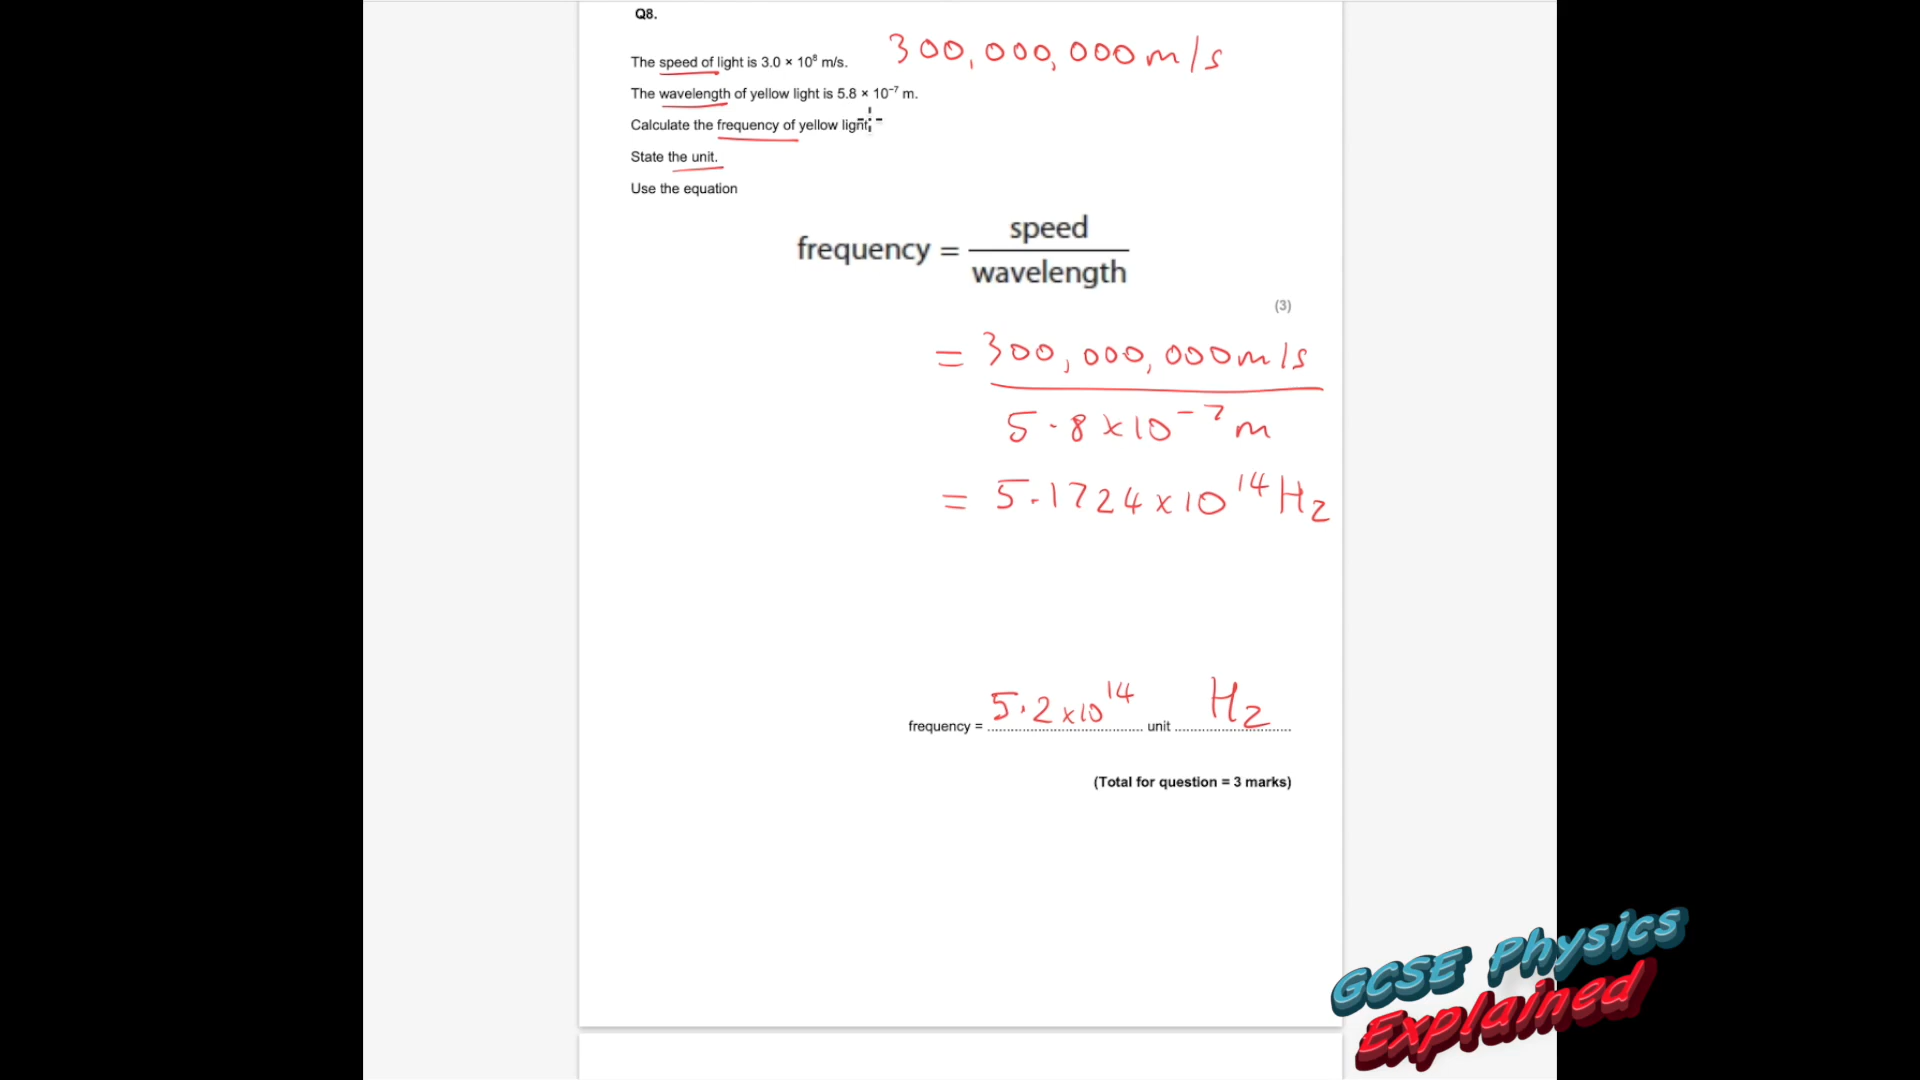 Q8.
The speed of light is 3.0 × 10⁸ m/s. 300,000,000 m/s
The wavelength of yellow light is 5.8 × 10⁻⁷ m.
Calculate the frequency of yellow light.
State the unit.
Use the equation
frequency = speed / wavelength
(3)
= 300,000,000 m/s
5.8 × 10⁻⁷ m
= 5.1724 × 10¹⁴ Hz
frequency = 5.2 × 10¹⁴ unit Hz
(Total for question = 3 marks)
GCSE Physics
Explained